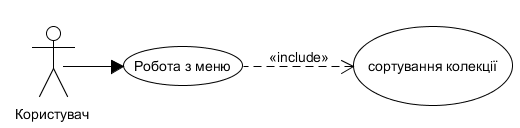 «include»
Робота з меню
сортування колекції
Користувач